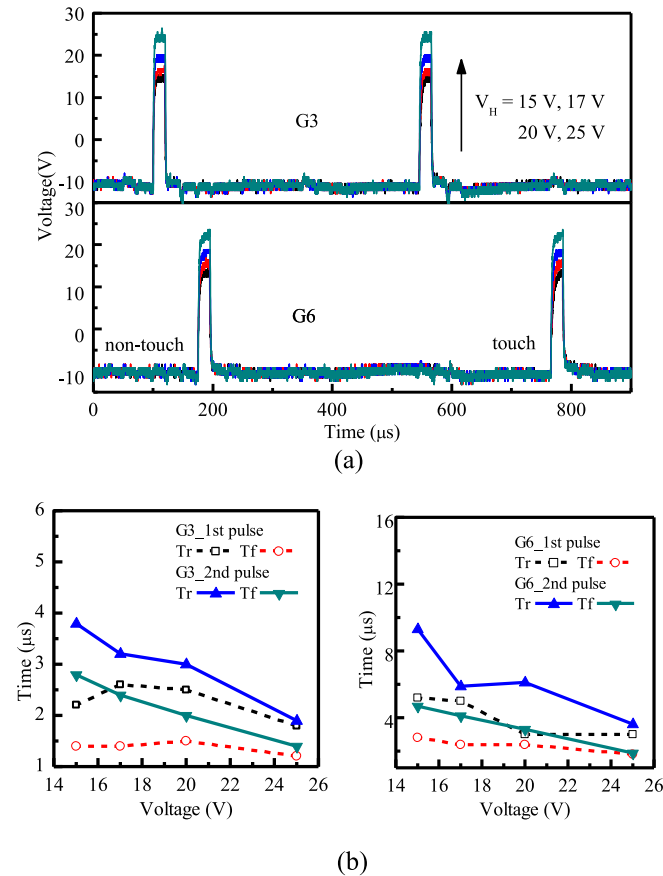 30
20
10
0
-10
Voltage(V)
G3
V_H = 15 V, 17 V
20 V, 25 V
20
10
0
-10
non-touch
G6
touch
0 200 400 600 800
Time (μs)
(a)
6
5
4
3
2
1
Time (μs)
G3_1st pulse
Tr Tf
G3_2nd pulse
Tr Tf
14 16 18 20 22 24 26
Voltage (V)
16
12
8
4
Time (μs)
G6_1st pulse
Tr Tf
G6_2nd pulse
Tr Tf
14 16 18 20 22 24 26
Voltage (V)
(b)